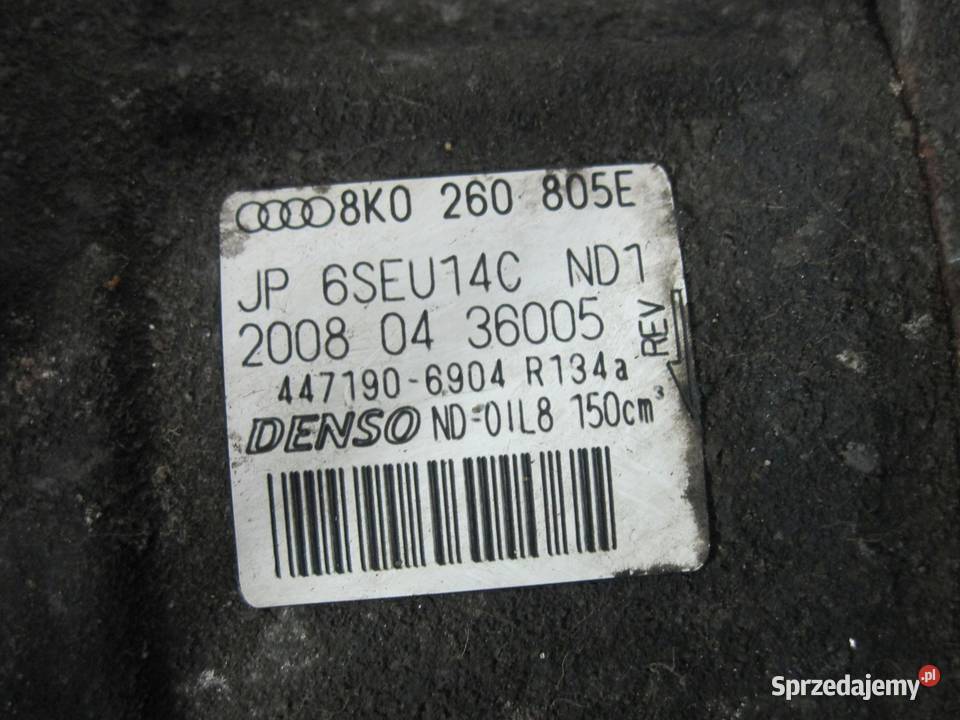 8K0 260 805E
JP 6SEU14C ND1
2008 04 36005
REV
447190-6904 R134a
DENSO ND-OIL8 150cm³
Sprzedajemy.pl